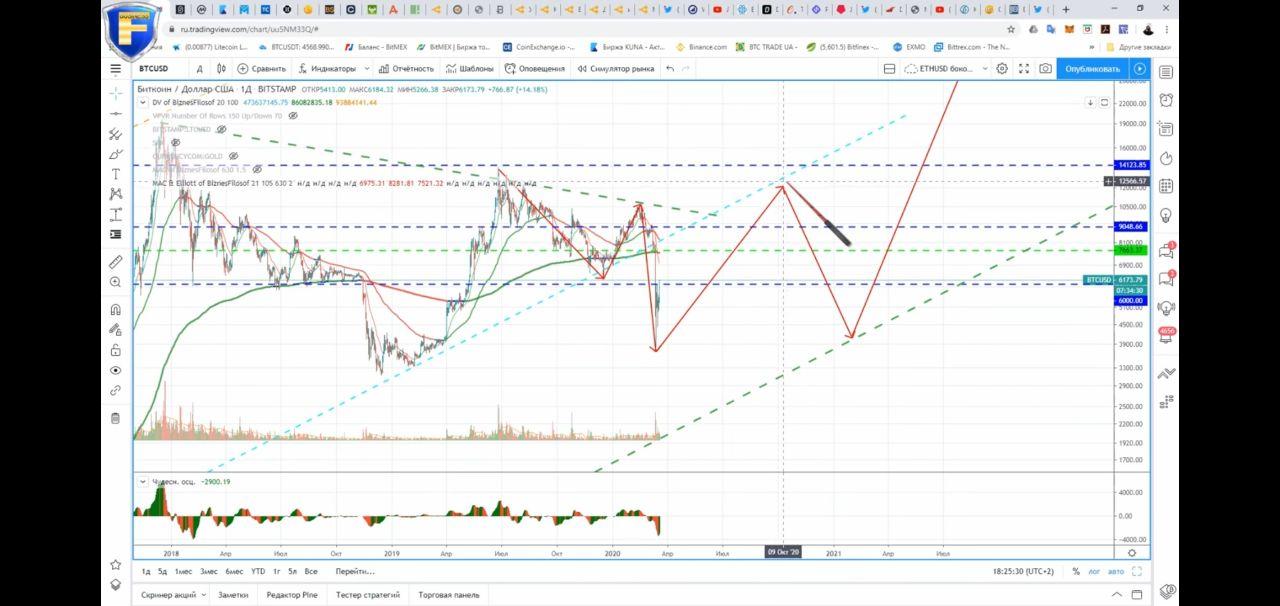 BUSINESS
ru.tradingview.com/chart/uu5NM33Q/#
(0.00877) Litecoin L...
BTCUSDT: 4568.990...
Баланс - BitMEX
BitMEX | Биржа то...
CoinExchange.io -...
Биржа KUNA - Акт...
Binance.com
BTC TRADE UA -
(5,601.5) Bitfinex -...
EXMO
Bittrex.com - The N...
»
Другие закладки
BTCUSD
Д
Сравнить
Индикаторы
Отчётность
Шаблоны
Оповещения
Симулятор рынка
ETHUSD боко...
Опубликовать
Биткоин / Доллар США · 1Д · BITSTAMP ОТКР5413.00 МАКС6184.32 МИН5266.38 ЗАКР6173.79 +766.87 (+14.18%)
DV of BiznesFilosof 20 100 473637145.75 86082835.18 93884141.44
VPVR Number Of Rows 150 Up/Down 70
MAC & Elliott of BiznesFilosof 21 105 630 2 н/д н/д н/д н/д 6975.31 8281.81 7521.32 н/д н/д н/д н/д н/д н/д
22000.00
19000.00
16000.00
14123.85
12566.57
10500.00
9048.66
8100.00
6900.00
BTCUSD 6173.79
07:34:30
6000.00
4500.00
3900.00
3300.00
2900.00
2500.00
2200.00
1920.00
1700.00
Чудесн. осц. −2900.19
4000.00
0.00
−4000.00
2018
Апр
Июл
Окт
2019
Апр
Июл
Окт
2020
Апр
Июл
09 Окт '20
2021
Апр
Июл
1д 5д 1мес 3мес 6мес YTD 1г 5л Все Перейти...
18:25:30 (UTC+2)
%
лог
авто
Скринер акций
Заметки
Редактор Pine
Тестер стратегий
Торговая панель